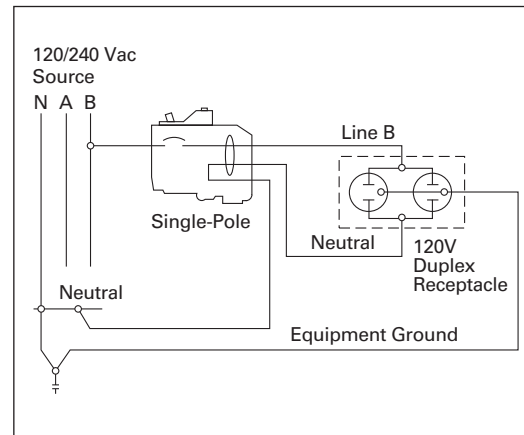 120/240 Vac
Source
N A B
Line B
Single-Pole
Neutral
120V
Duplex
Receptacle
Neutral
Equipment Ground